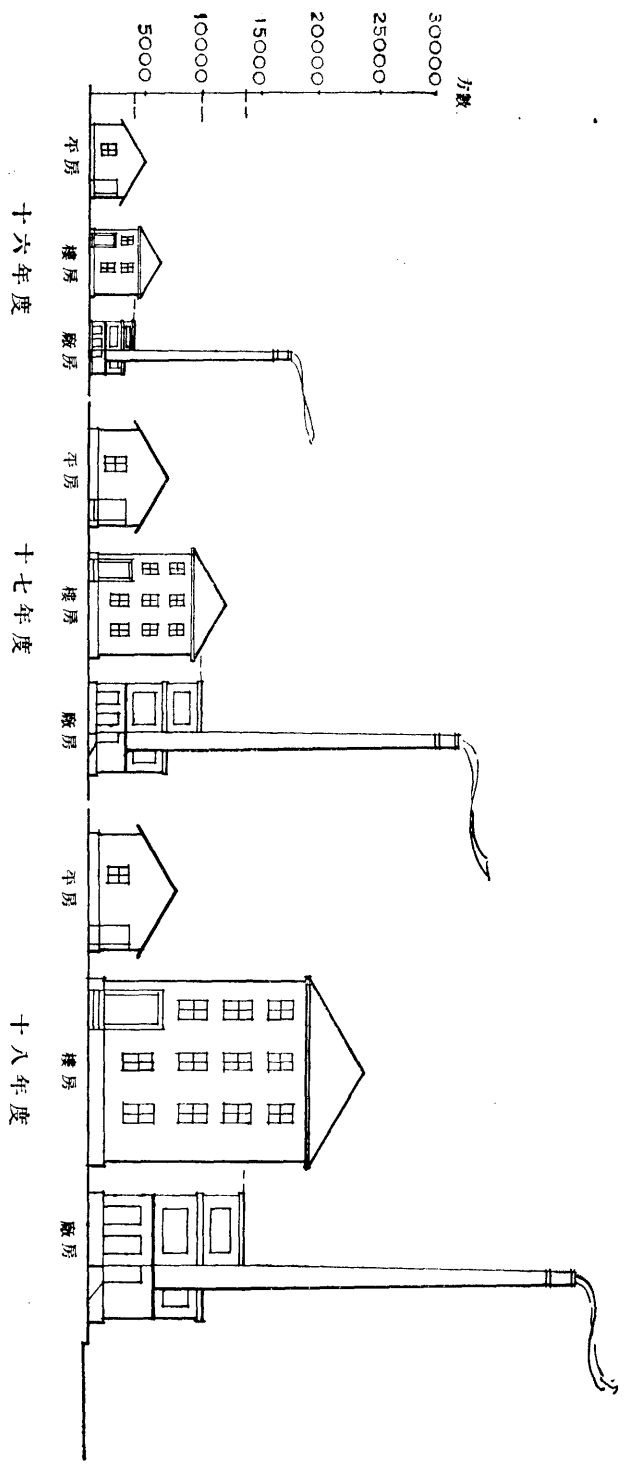 方數
30000
25000
20000
15000
10000
5000
平房
樓房
廠房
十六年度
平房
樓房
廠房
十七年度
平房
樓房
廠房
十八年度